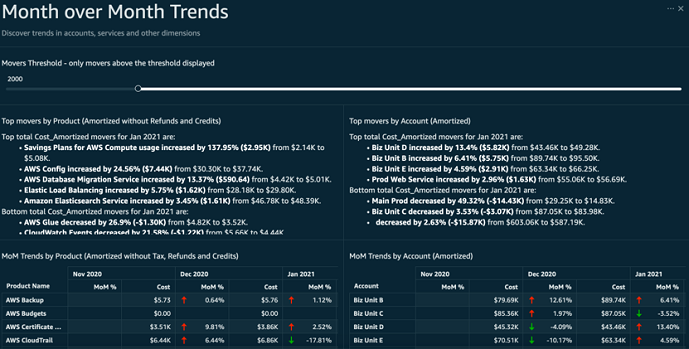 Month over Month Trends
Discover trends in accounts, services and other dimensions
Movers Threshold - only movers above the threshold displayed
2000
Top movers by Product (Amortized without Refunds and Credits)
Top total Cost_Amortized movers for Jan 2021 are:
• Savings Plans for AWS Compute usage increased by 137.95% ($2.95K) from $2.14K to
$5.08K.
• AWS Config increased by 24.56% ($7.44K) from $30.30K to $37.74K.
• AWS Database Migration Service increased by 13.37% ($590.64) from $4.42K to $5.01K.
• Elastic Load Balancing increased by 5.75% ($1.62K) from $28.18K to $29.80K.
• Amazon Elasticsearch Service increased by 3.45% ($1.61K) from $46.78K to $48.39K.
Bottom total Cost_Amortized movers for Jan 2021 are:
• AWS Glue decreased by 26.9% (-$1.30K) from $4.82K to $3.52K.
• CloudWatch Events decreased by 21.58% (-$1.22K) from $5.66K to $4.44K
Top movers by Account (Amortized)
Top total Cost_Amortized movers for Jan 2021 are:
• Biz Unit D increased by 13.4% ($5.82K) from $43.46K to $49.28K.
• Biz Unit B increased by 6.41% ($5.75K) from $89.74K to $95.50K.
• Biz Unit E increased by 4.59% ($2.91K) from $63.34K to $66.25K.
• Prod Web Service increased by 2.96% ($1.63K) from $55.06K to $56.69K.
Bottom total Cost_Amortized movers for Jan 2021 are:
• Main Prod decreased by 49.32% (-$14.43K) from $29.25K to $14.83K.
• Biz Unit C decreased by 3.53% (-$3.07K) from $87.05K to $83.98K.
• decreased by 2.63% (-$15.87K) from $603.06K to $587.19K.
MoM Trends by Product (Amortized without Tax, Refunds and Credits)
Nov 2020 Dec 2020 Jan 2021
Product Name MoM % Cost MoM % Cost MoM %
AWS Backup $5.73 ↑ 0.64% $5.76 ↑ 1.12%
AWS Budgets $0.00 $0.00
AWS Certificate ... $3.51K ↑ 9.81% $3.86K ↑ 2.52%
AWS CloudTrail $6.44K ↑ 6.44% $6.86K ↓ -17.81%
MoM Trends by Account (Amortized)
Nov 2020 Dec 2020 Jan 2021
Account MoM % Cost MoM % Cost MoM %
Biz Unit B $79.69K ↑ 12.61% $89.74K ↑ 6.41%
Biz Unit C $85.36K ↑ 1.97% $87.05K ↓ -3.52%
Biz Unit D $45.32K ↓ -4.09% $43.46K ↑ 13.40%
Biz Unit E $70.51K ↓ -10.17% $63.34K ↑ 4.59%